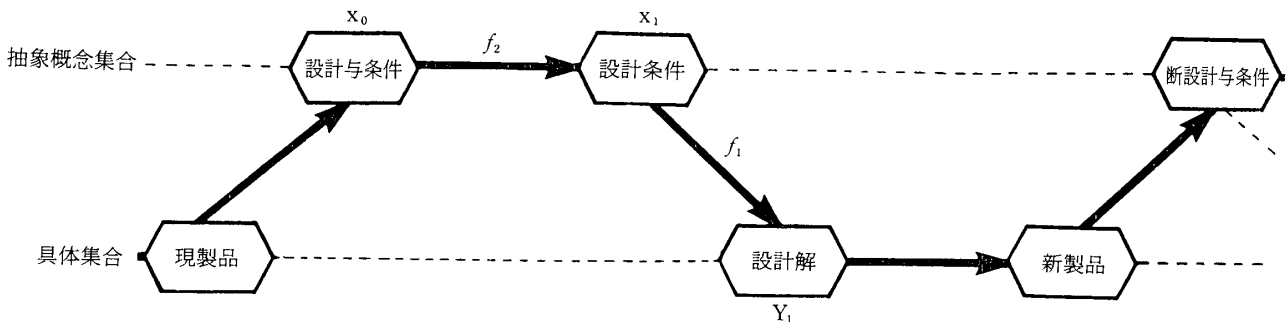 x₀
x₁
抽象概念集合
設計与条件
f₂
設計条件
断設計与条件
f₁
具体集合
現製品
設計解
新製品
Y₁